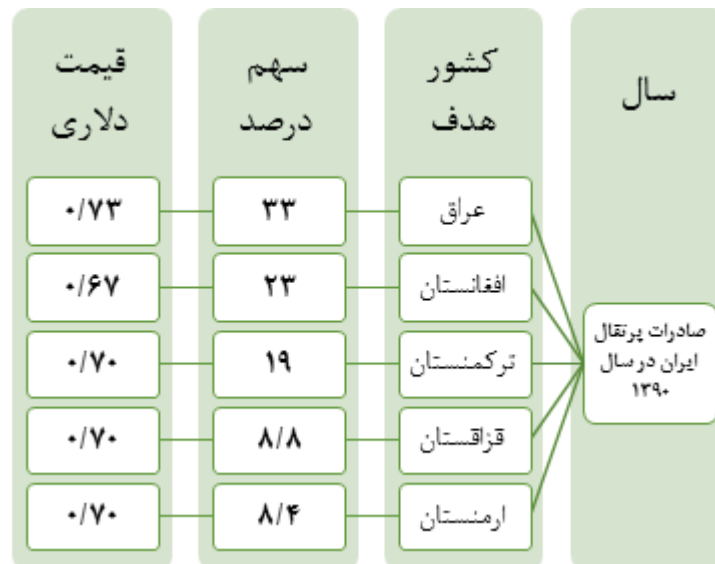 سال
کشور
هدف
سهم
درصد
قیمت
دلاری
صادرات پرتقال
ایران در سال
۱۳۹۰
عراق
۳۳
۰/۷۳
افغانستان
۲۳
۰/۶۷
ترکمنستان
۱۹
۰/۷۰
قزاقستان
۸/۸
۰/۷۰
ارمنستان
۸/۴
۰/۷۰